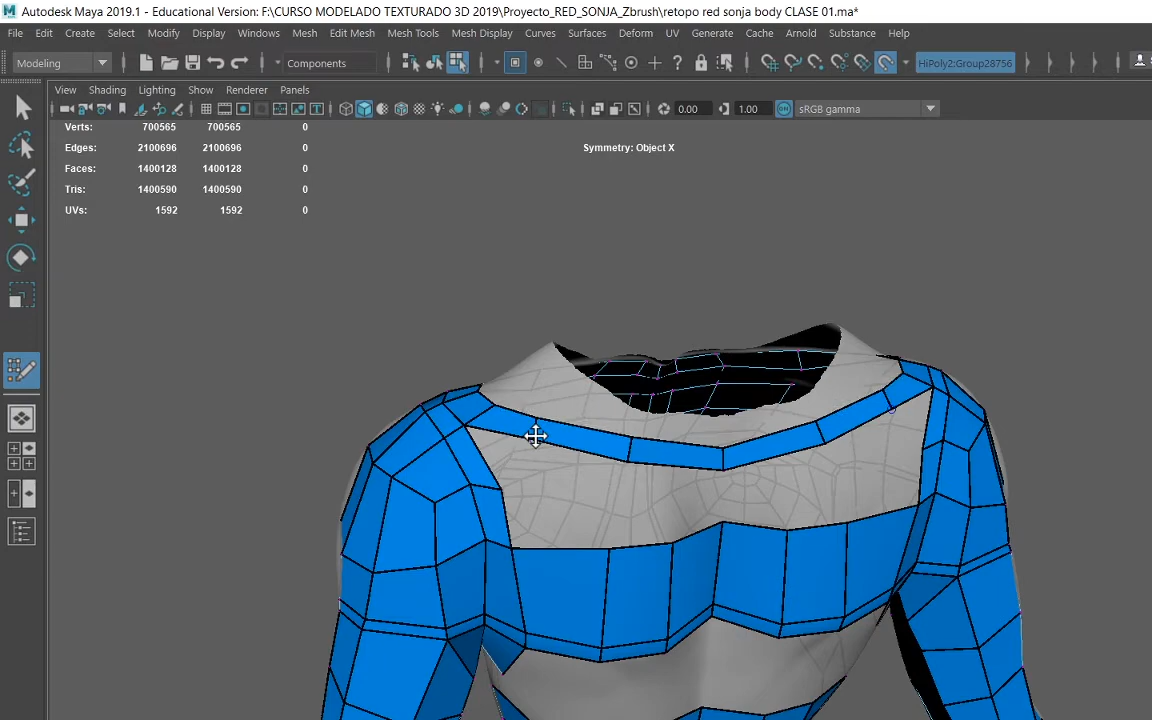 Autodesk Maya 2019.1 - Educational Version: F:\CURSO MODELADO TEXTURADO 3D 2019\Proyecto_RED_SONJA_Zbrush\retopo red sonja body CLASE 01.ma*
File Edit Create Select Modify Display Windows Mesh Edit Mesh Mesh Tools Mesh Display Curves Surfaces Deform UV Generate Cache Arnold Substance Help
Modeling Components HiPoly2:Group28756
View Shading Lighting Show Renderer Panels
0.00 1.00 ON sRGB gamma
Verts: 700565 700565 0
Edges: 2100696 2100696 0
Faces: 1400128 1400128 0
Tris: 1400590 1400590 0
UVs: 1592 1592 0
Symmetry: Object X